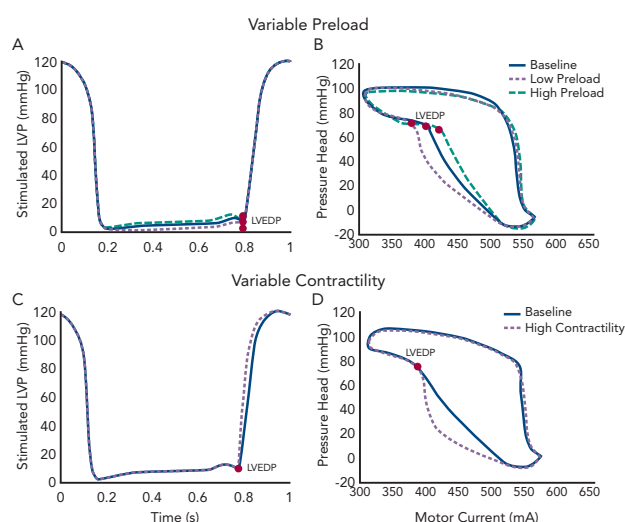 Variable Preload
A
Stimulated LVP (mmHg)
120
100
80
60
40
20
0
LVEDP
0 0.2 0.4 0.6 0.8 1
B
Baseline
Low Preload
High Preload
Pressure Head (mmHg)
120
100
80
60
40
20
0
-20
LVEDP
300 350 400 450 500 550 600 650
Variable Contractility
C
Stimulated LVP (mmHg)
120
100
80
60
40
20
0
LVEDP
0 0.2 0.4 0.6 0.8 1
Time (s)
D
Baseline
High Contractility
Pressure Head (mmHg)
120
100
80
60
40
20
0
-20
LVEDP
300 350 400 450 500 550 600 650
Motor Current (mA)